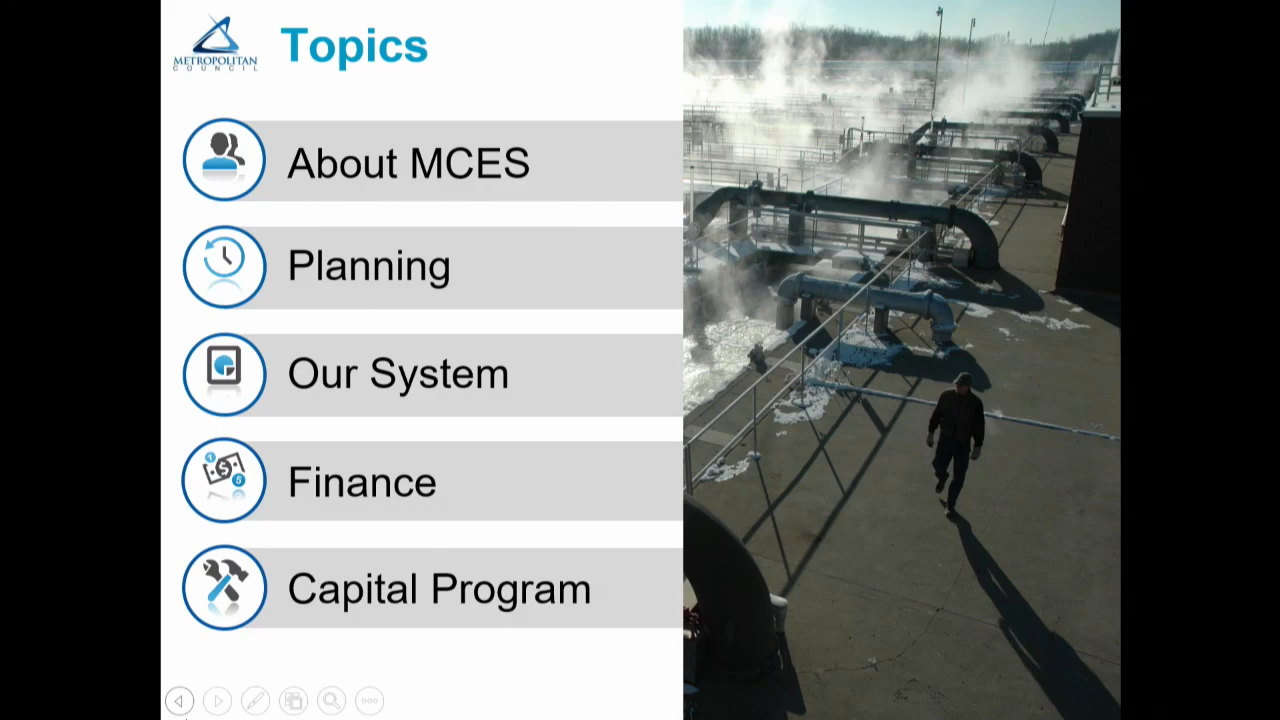 METROPOLITAN
COUNCIL
Topics
About MCES
Planning
Our System
Finance
Capital Program